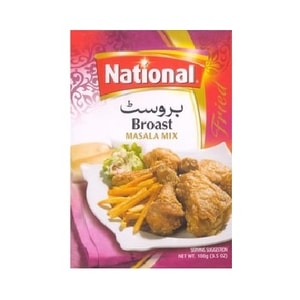 National
بروسٹ
Broast
MASALA MIX
Fried
SERVING SUGGESTION
NET WT. 100g (3.5 OZ)